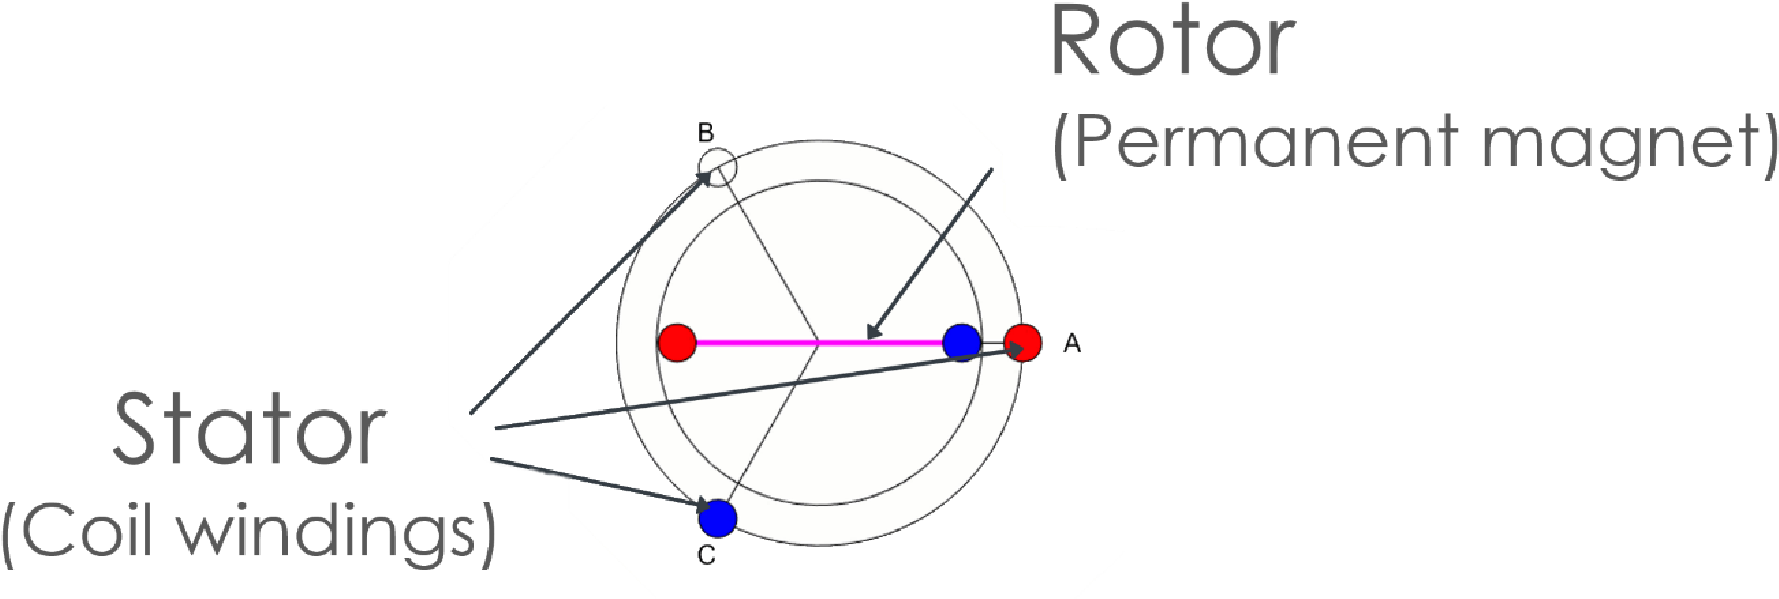 Rotor
(Permanent magnet)
B
A
Stator
(Coil windings)
C